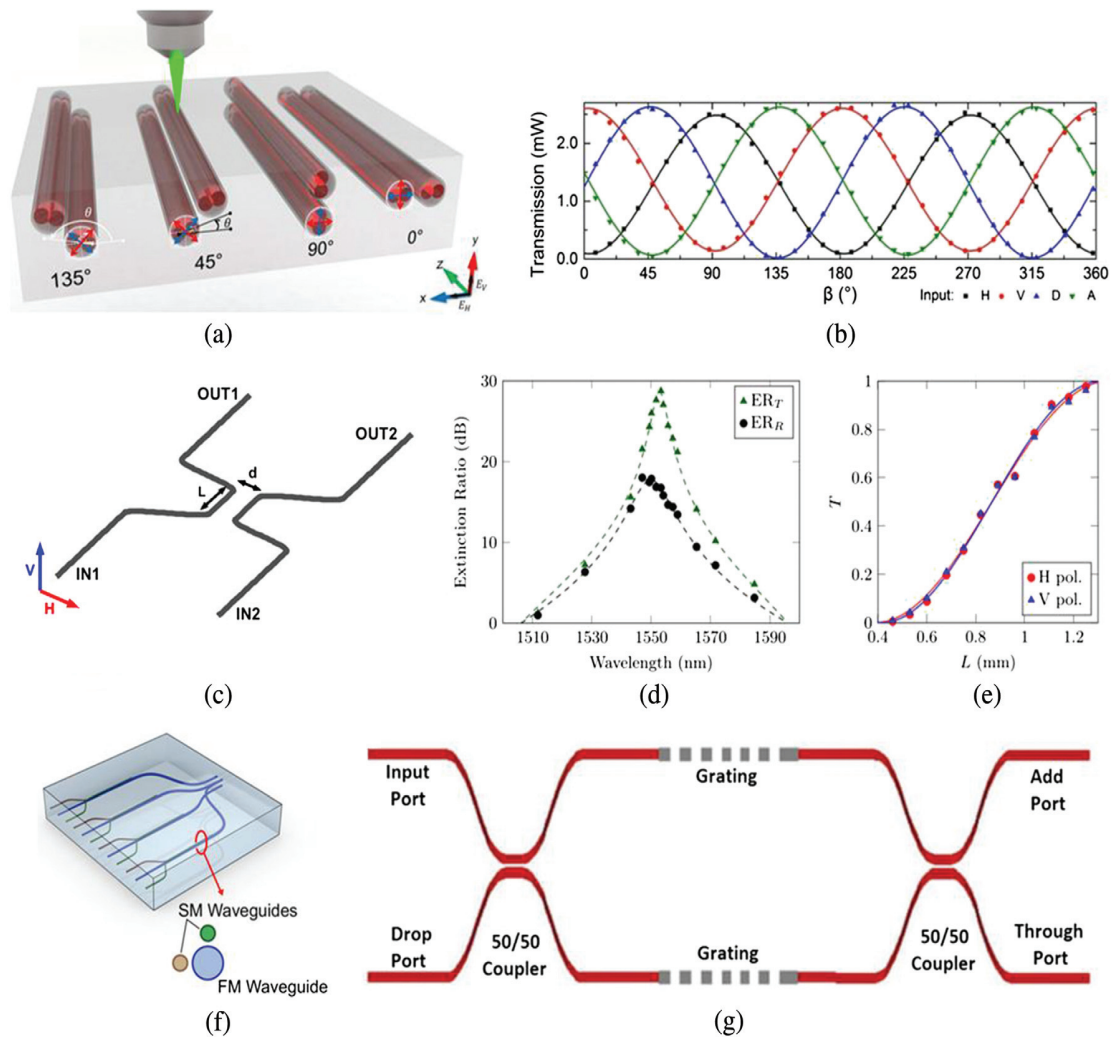 θ
θ
135°
45°
90°
0°
y
z
x
E_V
E_H
(a)
Transmission (mW)
2.0
1.0
0.0
0 45 90 135 180 225 270 315 360
β (°)
Input: H V D A
(b)
OUT1
OUT2
d
L
V
H
IN1
IN2
(c)
Extinction Ratio (dB)
30
20
10
0
ER_T
ER_R
1510 1530 1550 1570 1590
Wavelength (nm)
(d)
T
1
0.8
0.6
0.4
0.2
0
H pol.
V pol.
0.4 0.6 0.8 1 1.2
L (mm)
(e)
SM Waveguides
FM Waveguide
(f)
Input
Port
Grating
Add
Port
Drop
Port
50/50
Coupler
Grating
50/50
Coupler
Through
Port
(g)